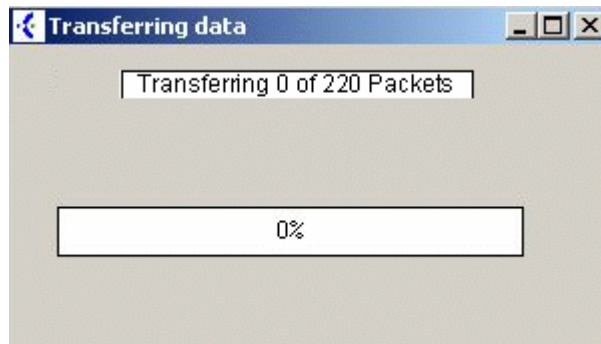 Transferring data
Transferring 0 of 220 Packets
0%